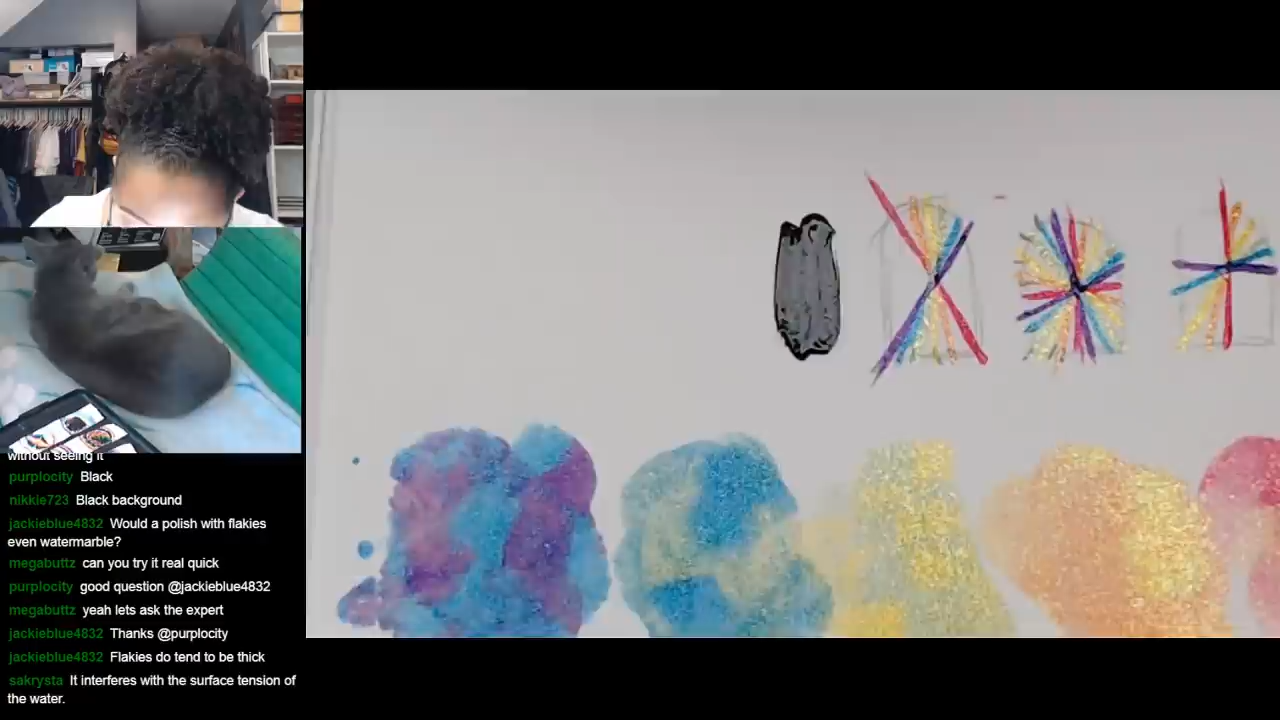 without seeing it
purplocity Black
nikkie723 Black background
jackieblue4832 Would a polish with flakies
even watermarble?
megabuttz can you try it real quick
purplocity good question @jackieblue4832
megabuttz yeah lets ask the expert
jackieblue4832 Thanks @purplocity
jackieblue4832 Flakies do tend to be thick
sakrysta It interferes with the surface tension of
the water.